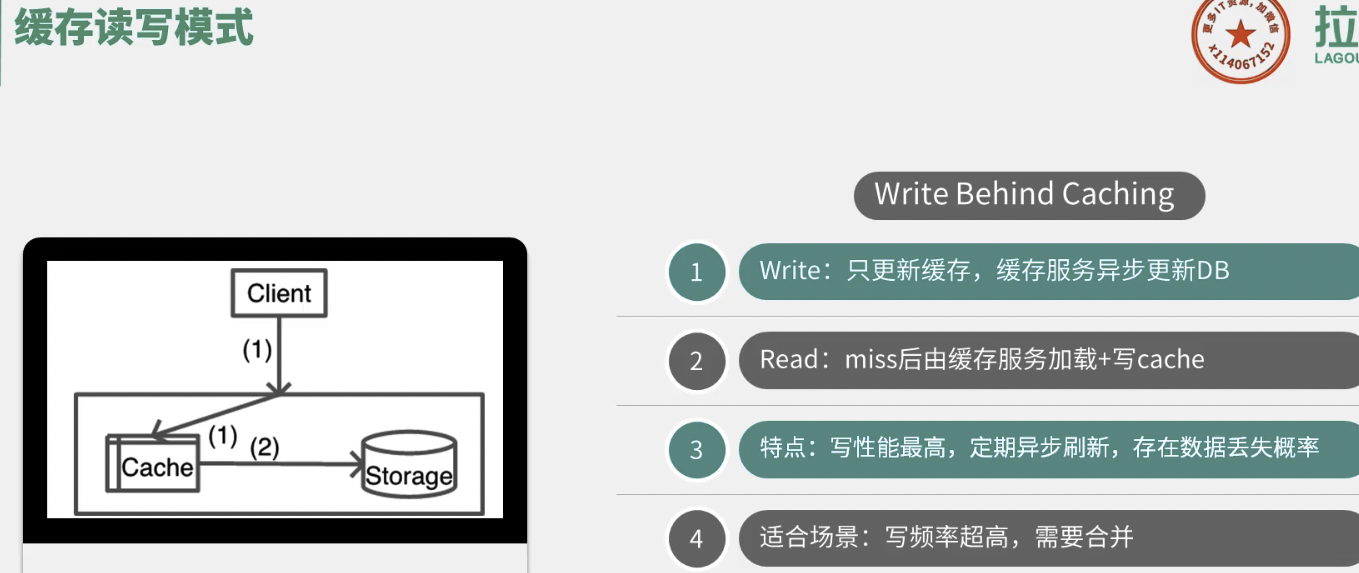 缓存读写模式
更多IT资源,加微信
x114067152
拉
LAGOU
Write Behind Caching
1
Write：只更新缓存，缓存服务异步更新DB
2
Read：miss后由缓存服务加载+写cache
3
特点：写性能最高，定期异步刷新，存在数据丢失概率
4
适合场景：写频率超高，需要合并
Client
(1)
(1)
(2)
Cache
Storage